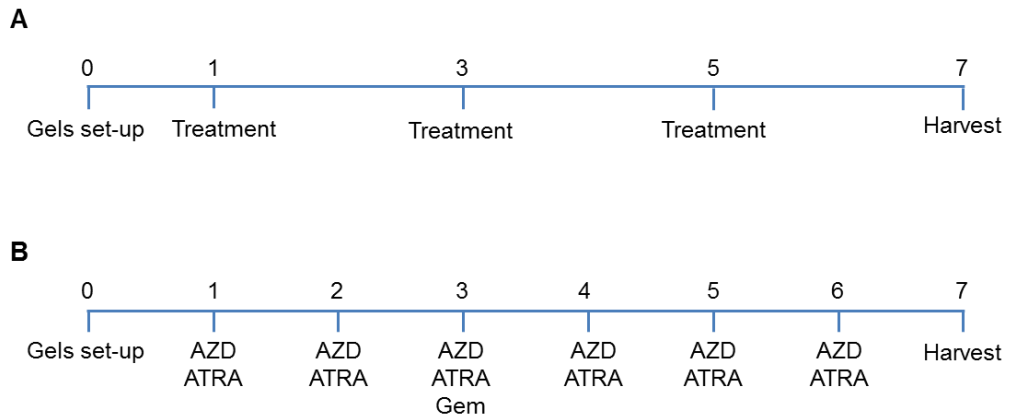 A
0 1 3 5 7
Gels set-up Treatment Treatment Treatment Harvest
B
0 1 2 3 4 5 6 7
Gels set-up AZD AZD AZD AZD AZD AZD Harvest
ATRA ATRA ATRA ATRA ATRA ATRA
Gem